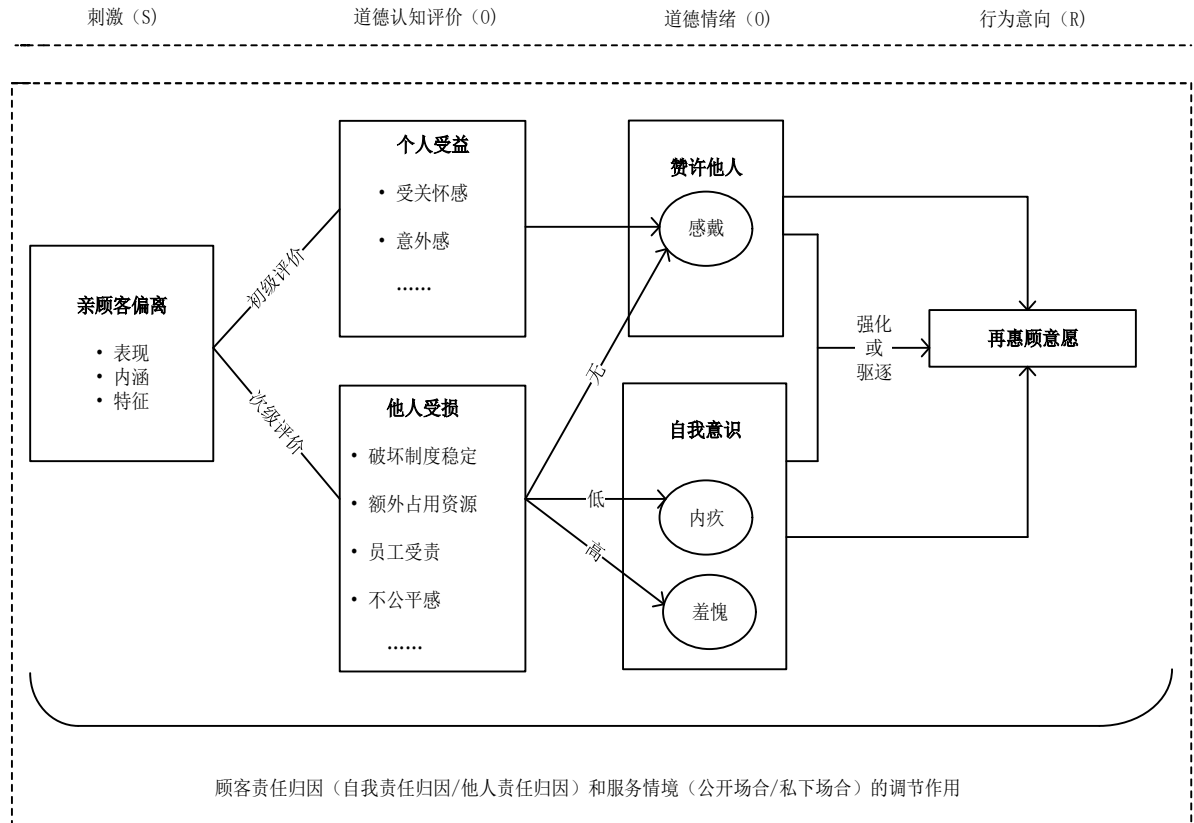 刺激（S）
道德认知评价（O）
道德情绪（O）
行为意向（R）
个人受益
• 受关怀感
• 意外感
……
赞许他人
感戴
亲顾客偏离
• 表现
• 内涵
• 特征
初级评价
次级评价
他人受损
• 破坏制度稳定
• 额外占用资源
• 员工受责
• 不公平感
……
无
低
高
自我意识
内疚
羞愧
强化
或
驱逐
再惠顾意愿
顾客责任归因（自我责任归因/他人责任归因）和服务情境（公开场合/私下场合）的调节作用